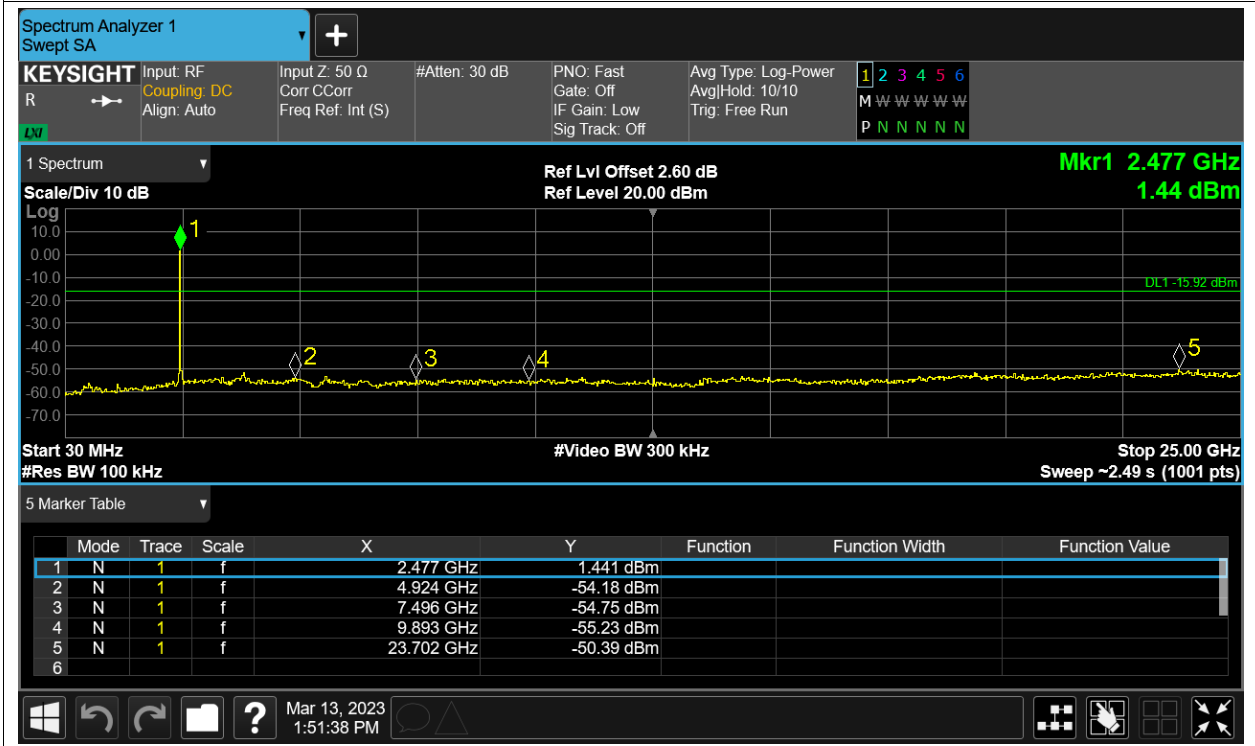 Spectrum Analyzer 1
Swept SA
+
KEYSIGHT
R
LXI
Input: RF
Coupling: DC
Align: Auto
Input Z: 50 Ω
Corr CCorr
Freq Ref: Int (S)
#Atten: 30 dB
PNO: Fast
Gate: Off
IF Gain: Low
Sig Track: Off
Avg Type: Log-Power
Avg|Hold: 10/10
Trig: Free Run
1 2 3 4 5 6
M W W W W W
P N N N N N
1 Spectrum
Scale/Div 10 dB
Ref Lvl Offset 2.60 dB
Ref Level 20.00 dBm
Mkr1 2.477 GHz
1.44 dBm
Log
10.0
0.00
-10.0
-20.0
-30.0
-40.0
-50.0
-60.0
-70.0
1
2
3
4
5
DL1 -15.92 dBm
Start 30 MHz
#Video BW 300 kHz
Stop 25.00 GHz
#Res BW 100 kHz
Sweep ~2.49 s (1001 pts)
5 Marker Table
Mode Trace Scale X Y Function Function Width Function Value
1 N 1 f 2.477 GHz 1.441 dBm
2 N 1 f 4.924 GHz -54.18 dBm
3 N 1 f 7.496 GHz -54.75 dBm
4 N 1 f 9.893 GHz -55.23 dBm
5 N 1 f 23.702 GHz -50.39 dBm
6
?
Mar 13, 2023
1:51:38 PM